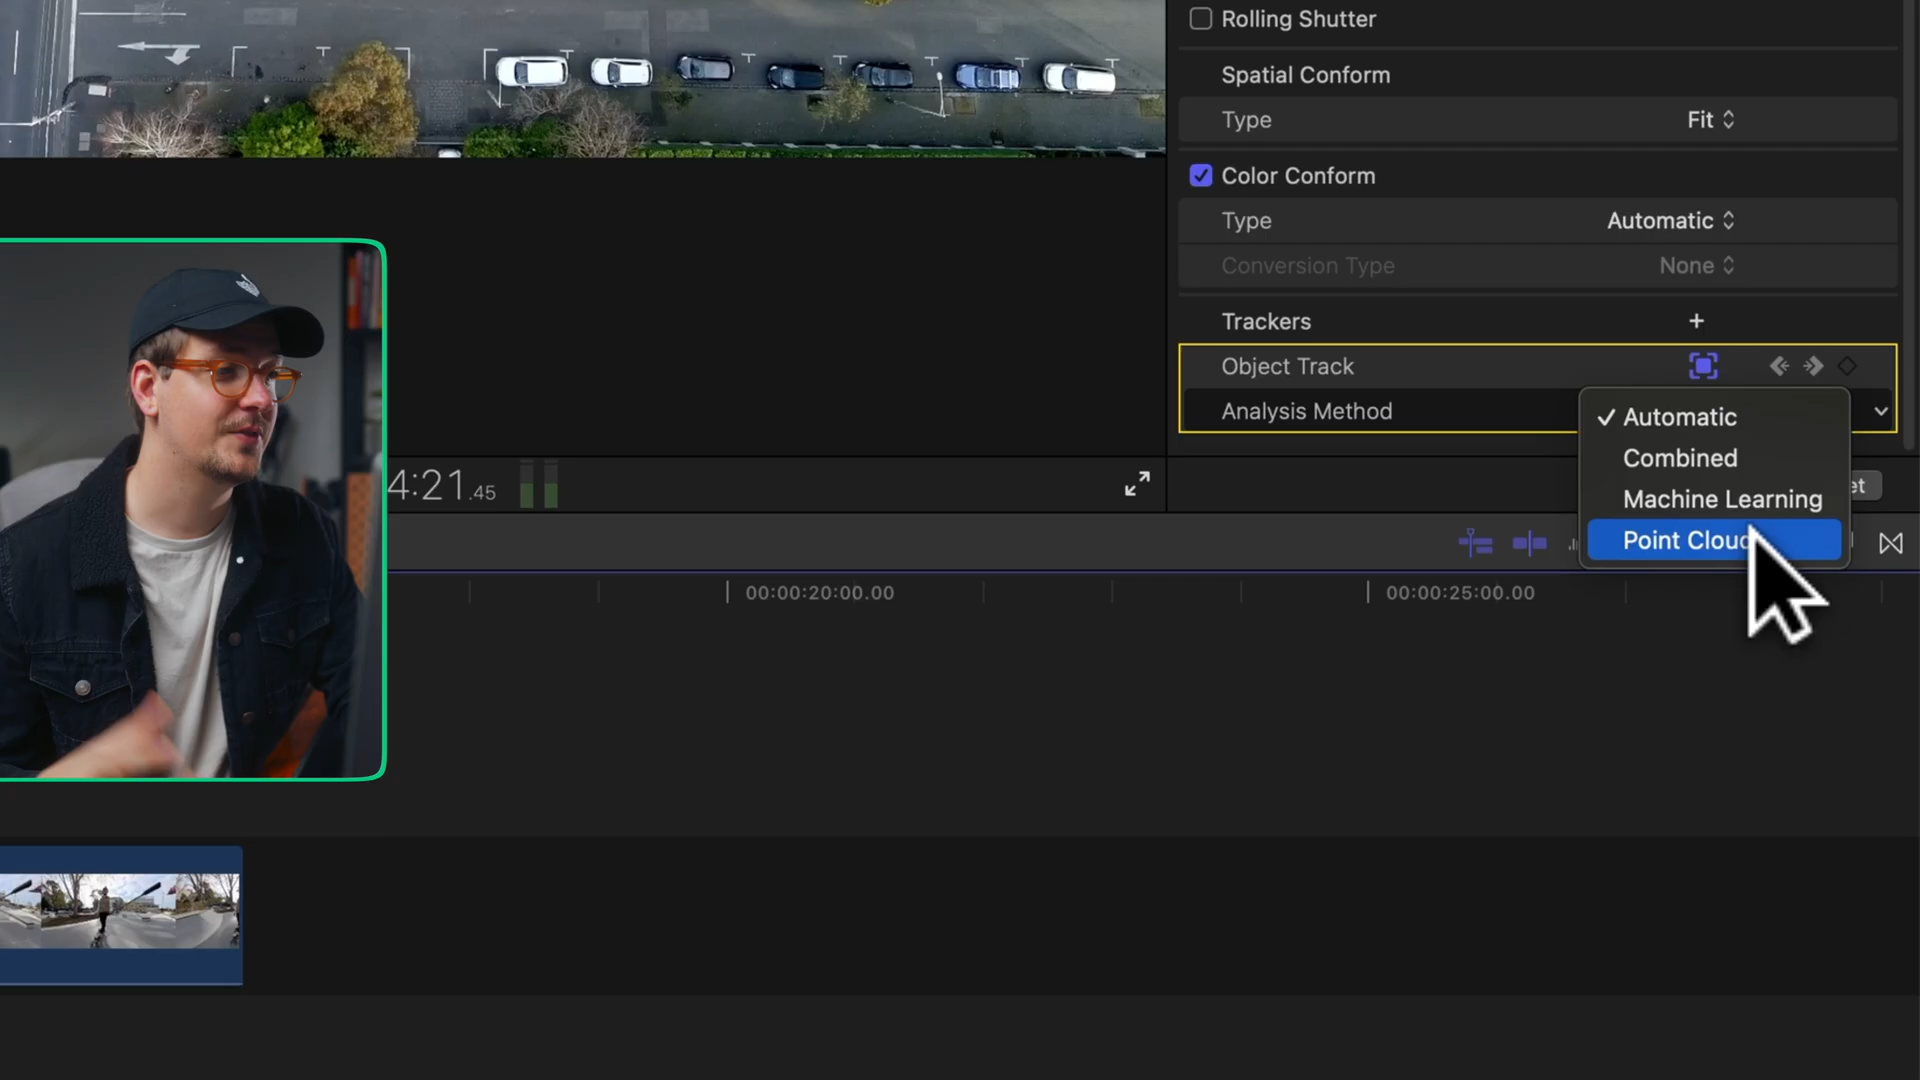 Rolling Shutter
Spatial Conform
Type Fit
Color Conform
Type Automatic
Conversion Type None
Trackers +
Object Track
Analysis Method
Automatic
Combined
Machine Learning
Point Cloud
4:21.45
00:00:20:00.00
00:00:25:00.00